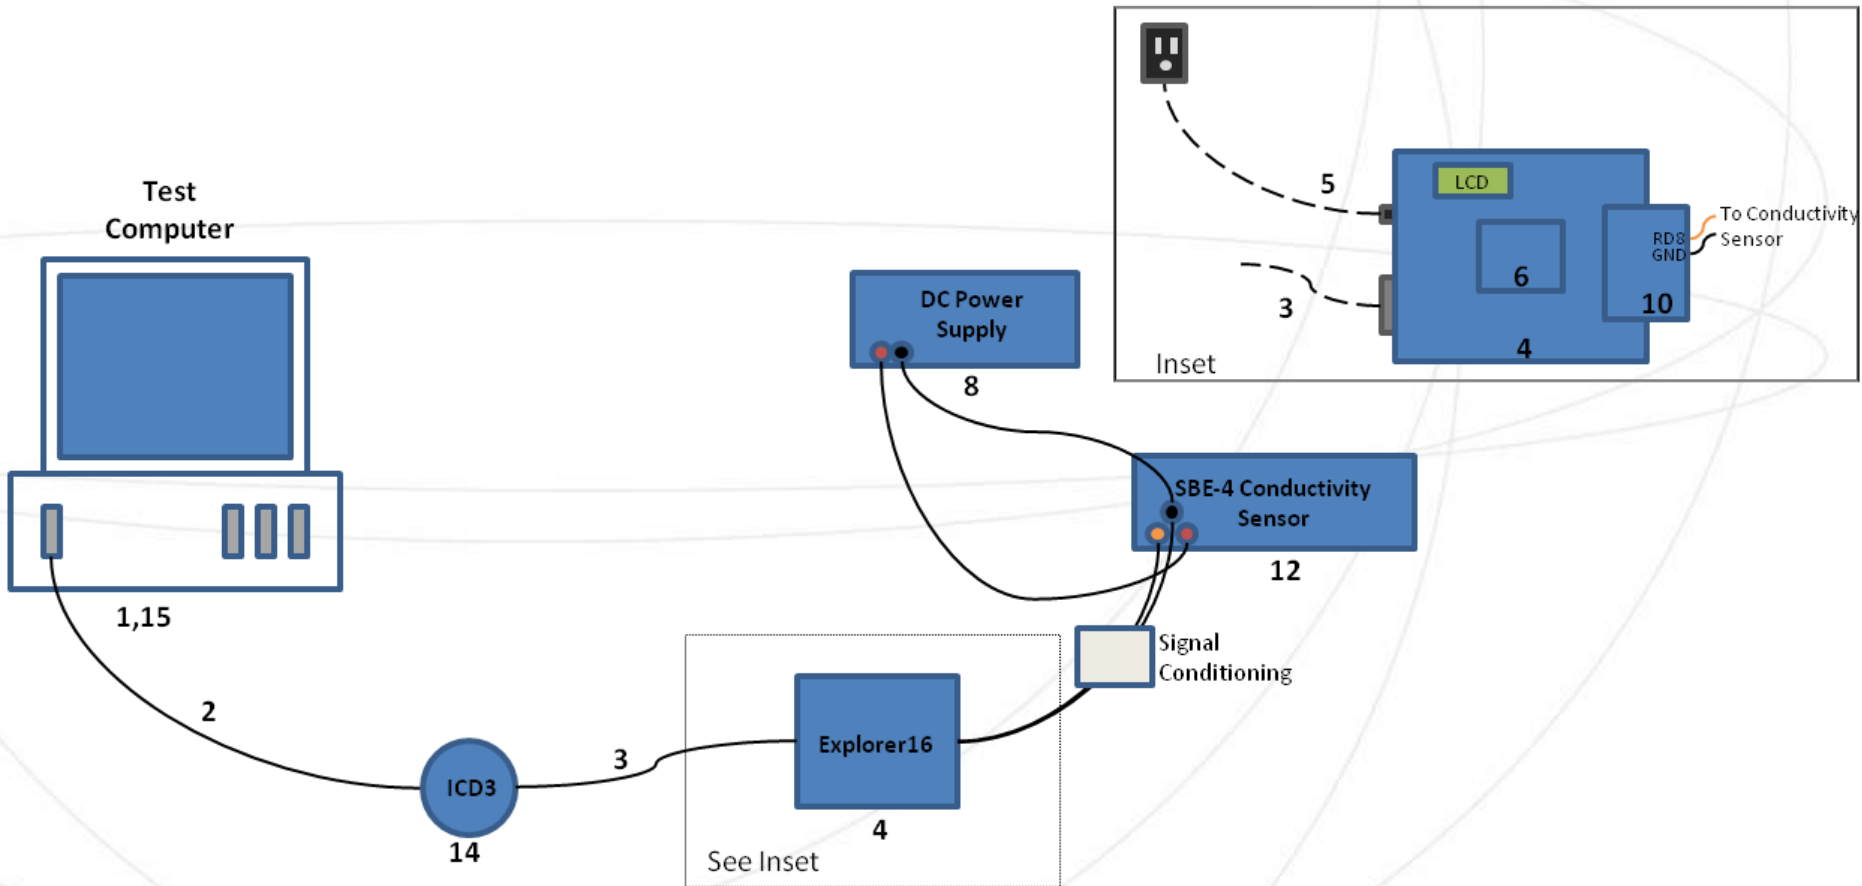 Test
Computer
1,15
2
ICD3
14
3
Explorer16
4
See Inset
DC Power
Supply
8
SBE-4 Conductivity
Sensor
12
Signal
Conditioning
5
3
LCD
6
4
10
RD8
GND
To Conductivity
Sensor
Inset